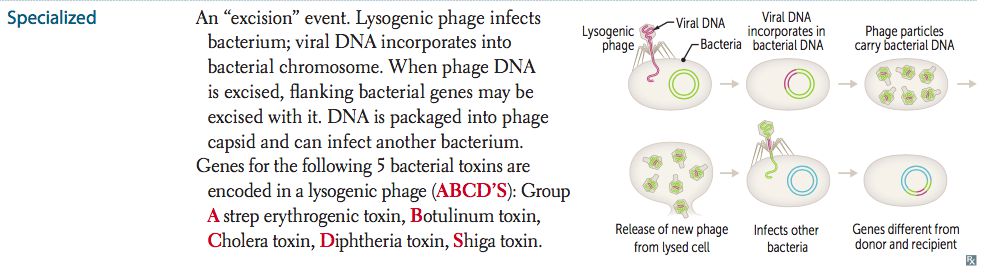 Specialized
An “excision” event. Lysogenic phage infects
bacterium; viral DNA incorporates into
bacterial chromosome. When phage DNA
is excised, flanking bacterial genes may be
excised with it. DNA is packaged into phage
capsid and can infect another bacterium.
Genes for the following 5 bacterial toxins are
encoded in a lysogenic phage (ABCD’S): Group
A strep erythrogenic toxin, Botulinum toxin,
Cholera toxin, Diphtheria toxin, Shiga toxin.
Lysogenic
phage
Viral DNA
Bacteria
Viral DNA
incorporates in
bacterial DNA
Phage particles
carry bacterial DNA
Release of new phage
from lysed cell
Infects other
bacteria
Genes different from
donor and recipient
Rx